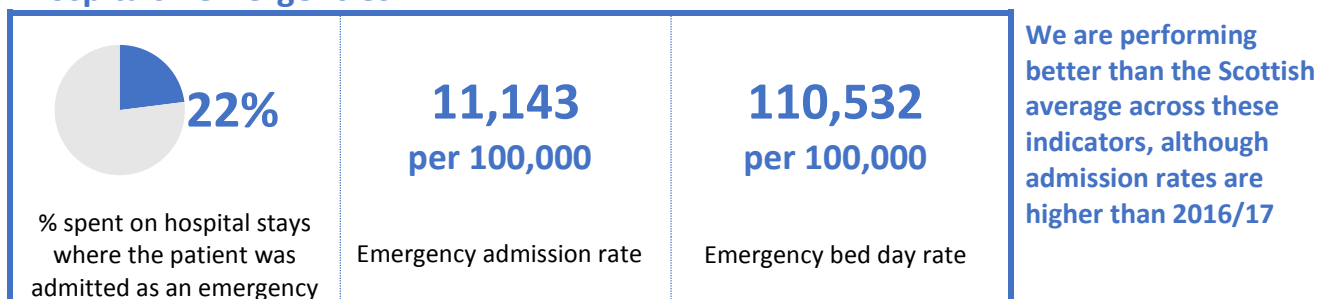 22%
% spent on hospital stays
where the patient was
admitted as an emergency
11,143
per 100,000
Emergency admission rate
110,532
per 100,000
Emergency bed day rate
We are performing
better than the Scottish
average across these
indicators, although
admission rates are
higher than 2016/17